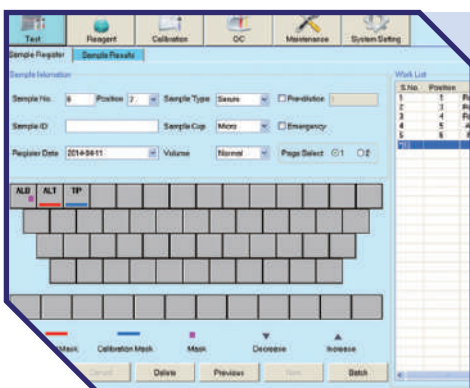 Test Reagent Calibration QC Maintenance System Setting
Sample Register Sample Results
Sample Information Work List
S.No. Position
Sample No. 6 Position 7 Sample Type Serum Predilution
1 1
2 3
3 4
4 5
5 6
Sample ID Sample Cup Micro Emergency
Register Date 2014-04-11 Volume Normal Page Select 1 2
ALB ALT TP
Mask Calibration Mask Mask Decrease Increase
Cancel Delete Previous New Batch